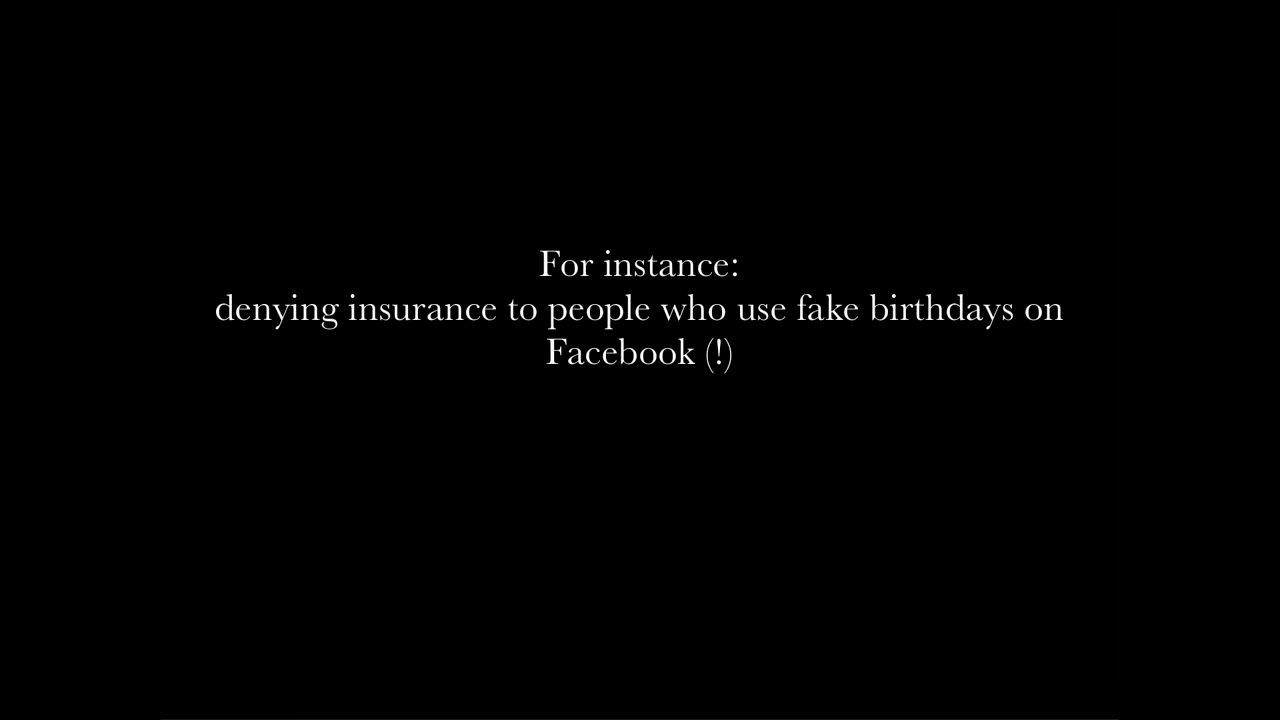 For instance:
denying insurance to people who use fake birthdays on
Facebook (!)